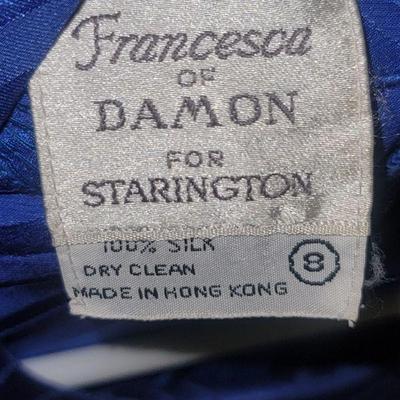 Francesca
OF
DAMON
FOR
STARINGTON
100% SILK
DRY CLEAN
MADE IN HONG KONG
8